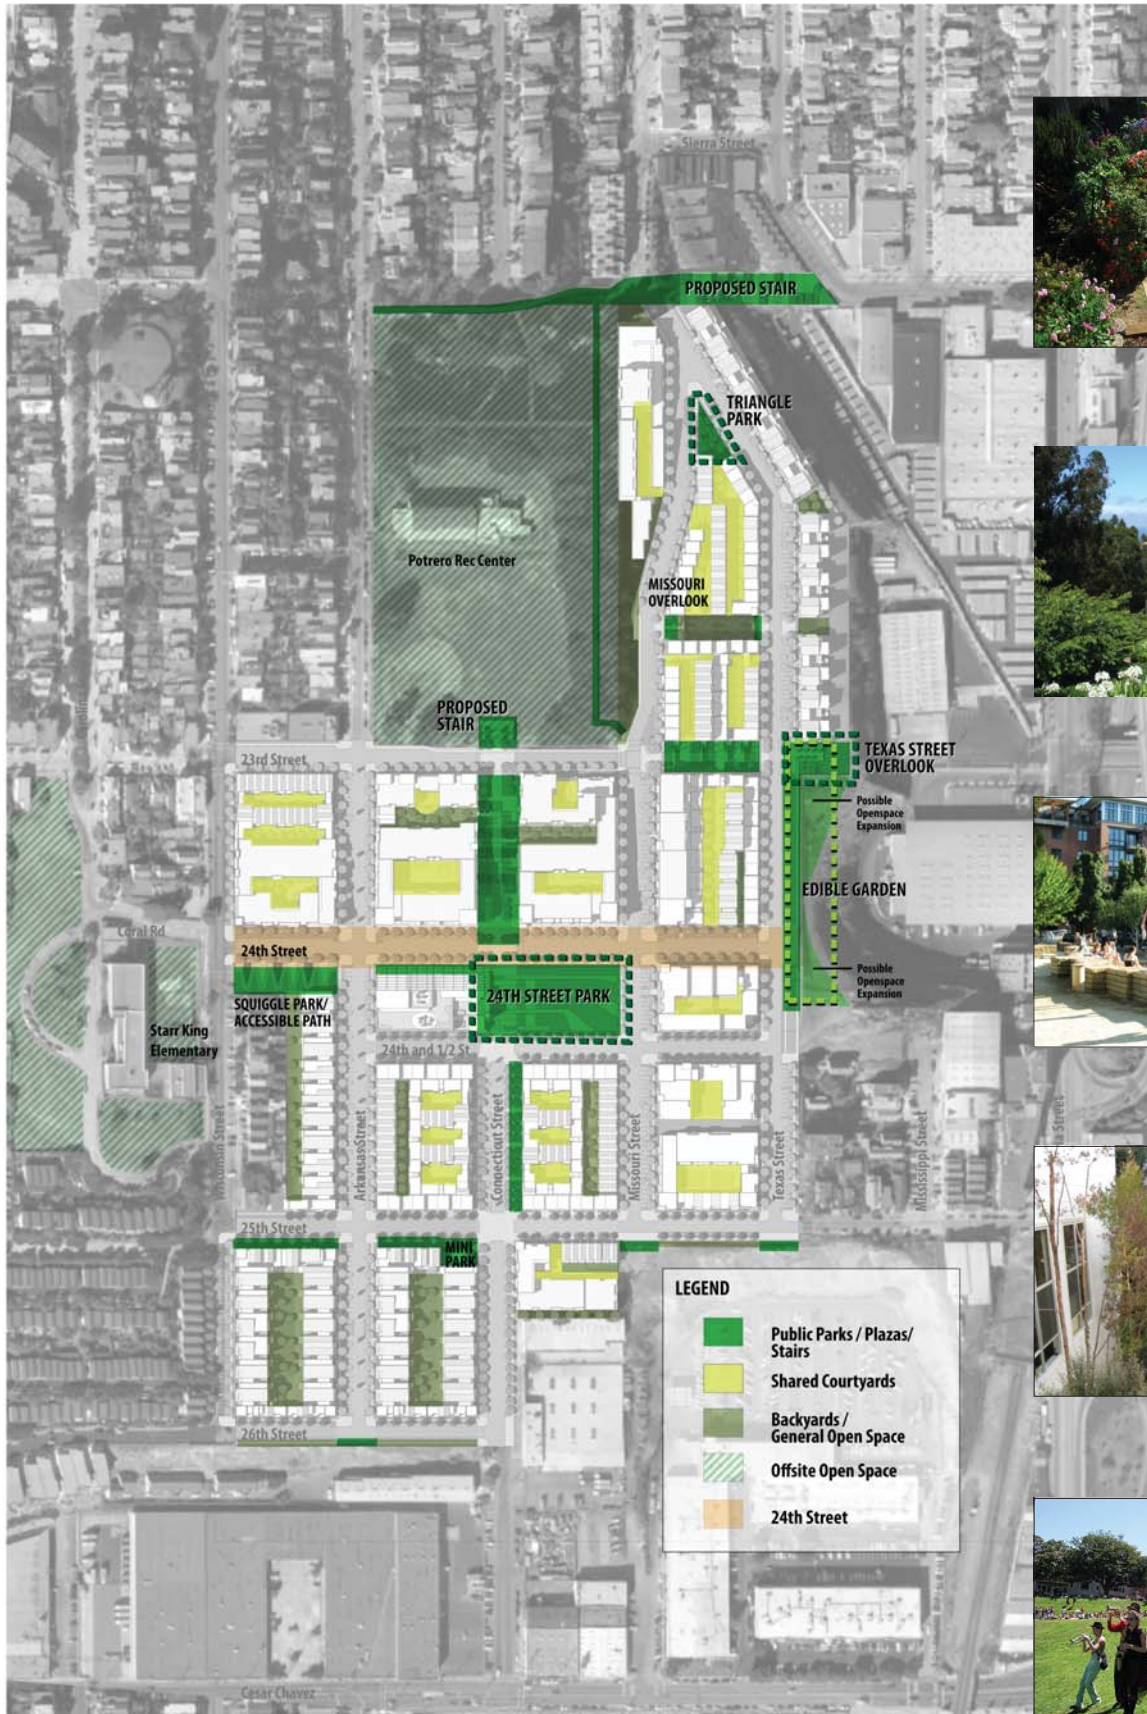 Sierra Street
PROPOSED STAIR
TRIANGLE
PARK
Potrero Rec Center
MISSOURI
OVERLOOK
PROPOSED
STAIR
23rd Street
TEXAS STREET
OVERLOOK
Possible
Openspace
Expansion
EDIBLE GARDEN
Coral Rd
24th Street
Possible
Openspace
Expansion
24TH STREET PARK
SQUIGGLE PARK/
ACCESSIBLE PATH
Starr King
Elementary
24th and 1/2 St
Wisconsin Street
Arkansas Street
Connecticut Street
Missouri Street
Texas Street
Mississippi Street
25th Street
MINI
PARK
LEGEND
Public Parks / Plazas/
Stairs
Shared Courtyards
Backyards /
General Open Space
Offsite Open Space
24th Street
26th Street
Cesar Chavez